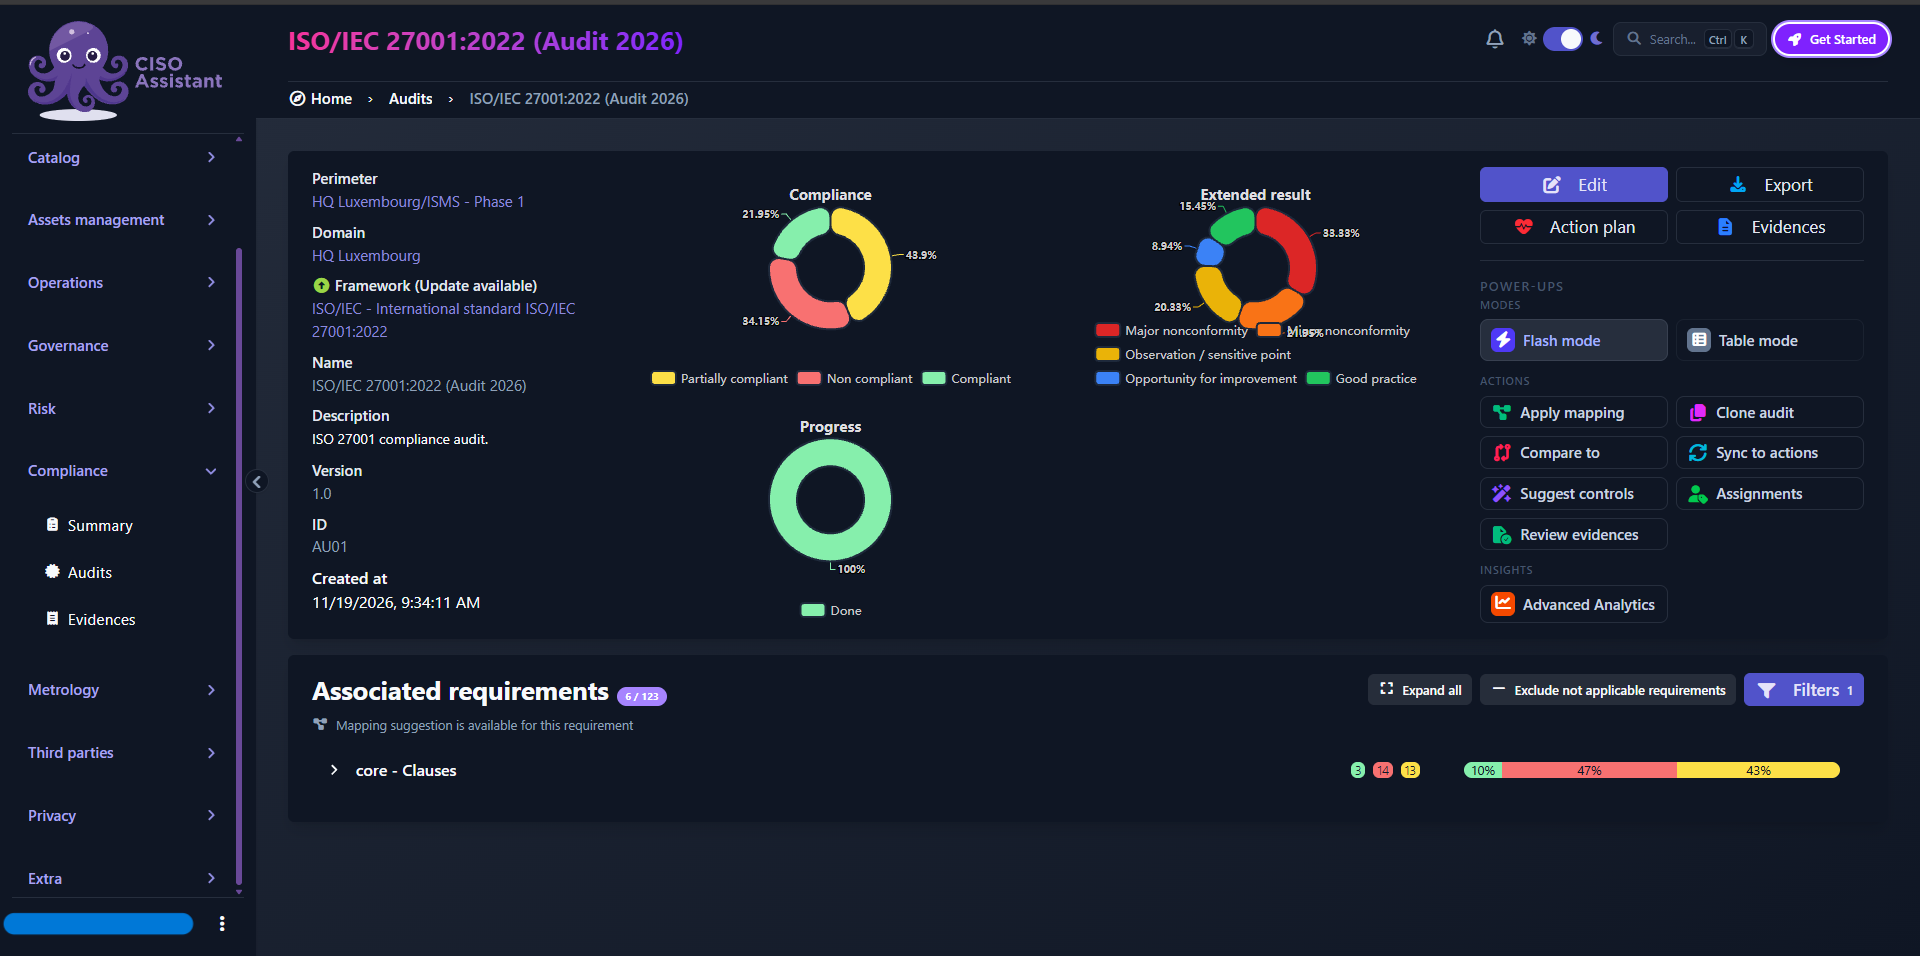 CISO
Assistant
Catalog
Assets management
Operations
Governance
Risk
Compliance
Summary
Audits
Evidences
Metrology
Third parties
Privacy
Extra
ISO/IEC 27001:2022 (Audit 2026)
Search... Ctrl K
Get Started
Home › Audits › ISO/IEC 27001:2022 (Audit 2026)
Perimeter
HQ Luxembourg/ISMS - Phase 1
Domain
HQ Luxembourg
Framework (Update available)
ISO/IEC - International standard ISO/IEC
27001:2022
Name
ISO/IEC 27001:2022 (Audit 2026)
Description
ISO 27001 compliance audit.
Version
1.0
ID
AU01
Created at
11/19/2026, 9:34:11 AM
Compliance
21.95%
43.9%
34.15%
Partially compliant Non compliant Compliant
Progress
100%
Done
Extended result
15.45%
33.33%
8.94%
20.33%
21.95%
Major nonconformity Minor nonconformity
Observation / sensitive point
Opportunity for improvement Good practice
Edit Export
Action plan Evidences
POWER-UPS
MODES
Flash mode Table mode
ACTIONS
Apply mapping Clone audit
Compare to Sync to actions
Suggest controls Assignments
Review evidences
INSIGHTS
Advanced Analytics
Associated requirements 6 / 123
Expand all Exclude not applicable requirements Filters 1
Mapping suggestion is available for this requirement
core - Clauses 3 14 13 10% 47% 43%